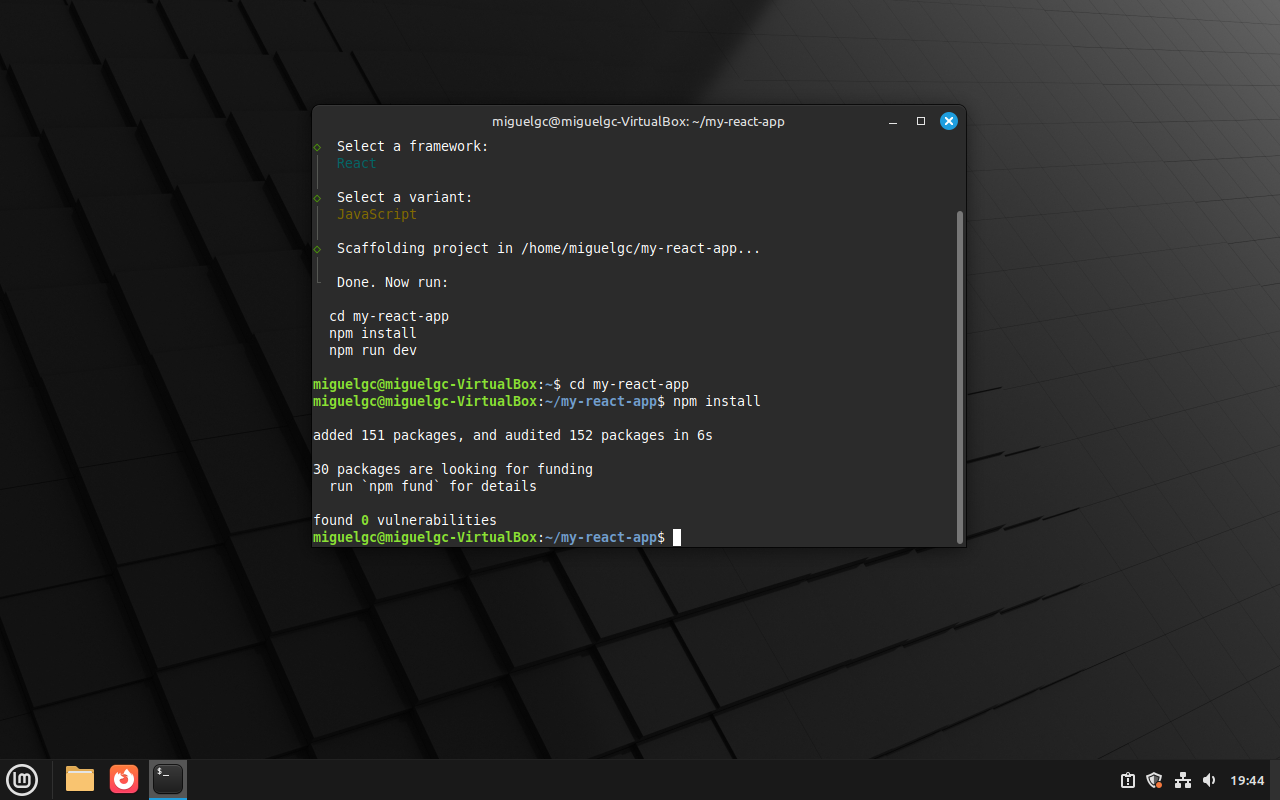 miguelgc@miguelgc-VirtualBox: ~/my-react-app
◇  Select a framework:
│  React
◇  Select a variant:
│  JavaScript
◇  Scaffolding project in /home/miguelgc/my-react-app...
└  Done. Now run:
cd my-react-app
npm install
npm run dev
miguelgc@miguelgc-VirtualBox:~$ cd my-react-app
miguelgc@miguelgc-VirtualBox:~/my-react-app$ npm install
added 151 packages, and audited 152 packages in 6s
30 packages are looking for funding
run `npm fund` for details
found 0 vulnerabilities
miguelgc@miguelgc-VirtualBox:~/my-react-app$
$_
19:44